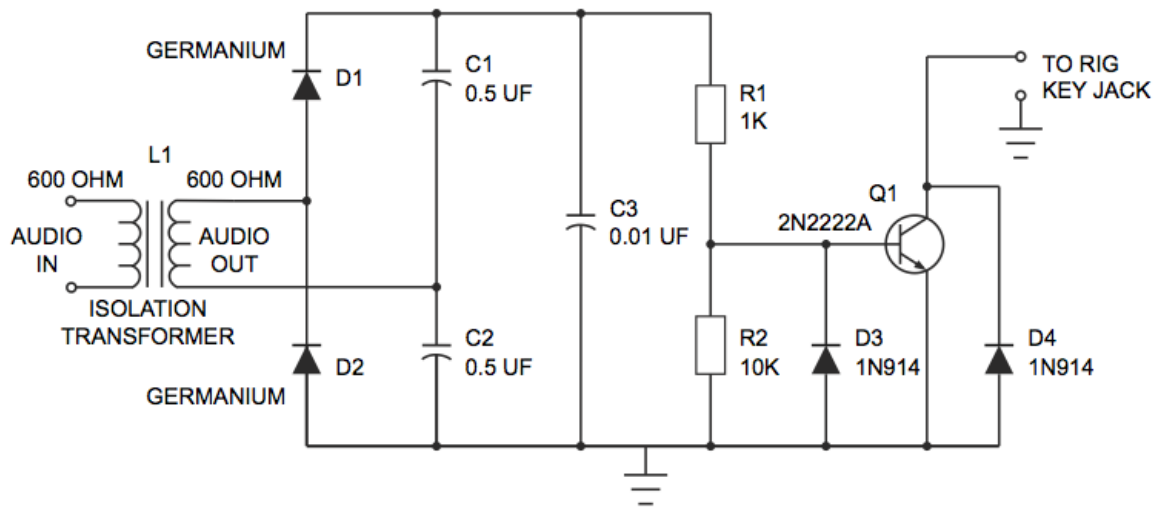 GERMANIUM
D1
C1
0.5 UF
R1
1K
TO RIG
KEY JACK
L1
600 OHM
600 OHM
AUDIO
IN
AUDIO
OUT
ISOLATION
TRANSFORMER
C3
0.01 UF
Q1
2N2222A
D2
GERMANIUM
C2
0.5 UF
R2
10K
D3
1N914
D4
1N914